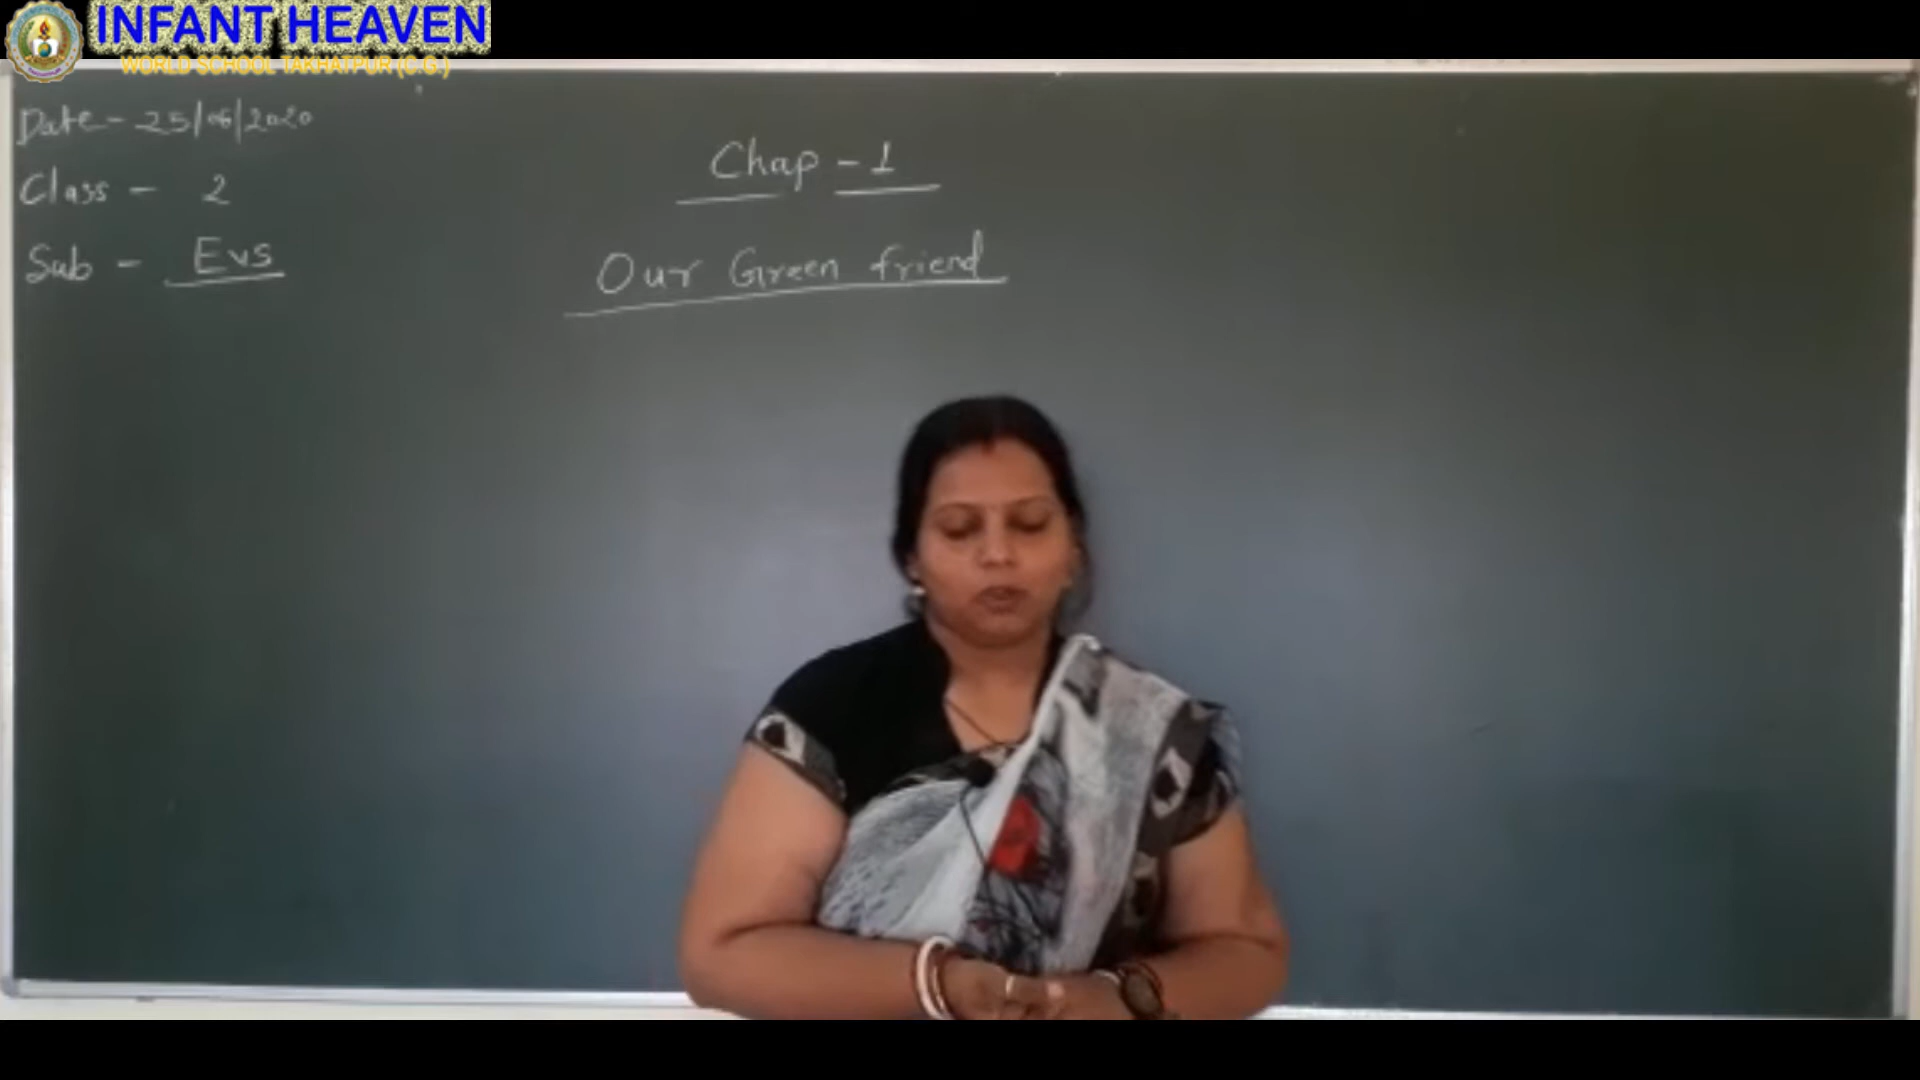 INFANT HEAVEN
WORLD SCHOOL TAKHATPUR (C.G.)
Date - 25/06/2020
Class - 2
Sub - Evs
Chap - 1
Our Green friend